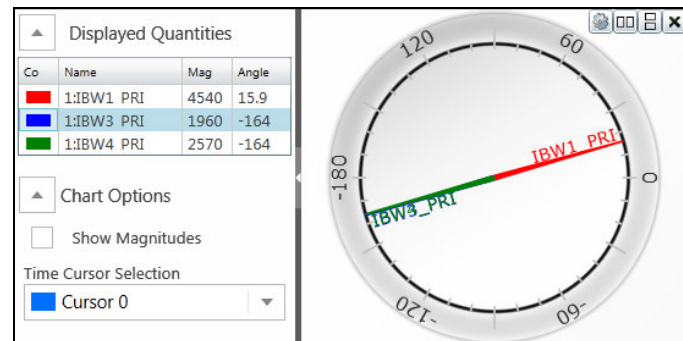 Displayed Quantities
Co Name Mag Angle
1:IBW1 PRI 4540 15.9
1:IBW3 PRI 1960 -164
1:IBW4 PRI 2570 -164
Chart Options
Show Magnitudes
Time Cursor Selection
Cursor 0
120
60
IBW1_PRI
-180
0
-120
-60